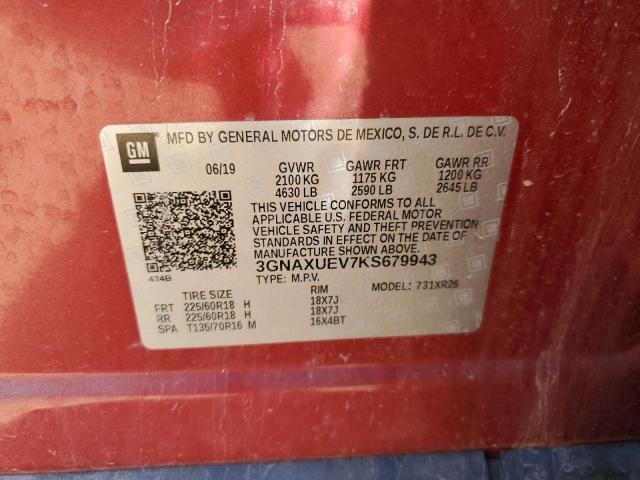 GM
MFD BY GENERAL MOTORS DE MEXICO, S. DE R.L. DE C.V.
06/19 GVWR GAWR FRT GAWR RR
2100 KG 1175 KG 1200 KG
4630 LB 2590 LB 2645 LB
THIS VEHICLE CONFORMS TO ALL
APPLICABLE U.S. FEDERAL MOTOR
VEHICLE SAFETY AND THEFT PREVENTION
STANDARDS IN EFFECT ON THE DATE OF
MANUFACTURE SHOWN ABOVE.
3GNAXUEV7KS679943
434B
TYPE: M.P.V. MODEL: 731XR26
TIRE SIZE RIM
FRT 225/60R18 H 18X7J
RR 225/60R18 H 18X7J
SPA T135/70R16 M 16X4BT